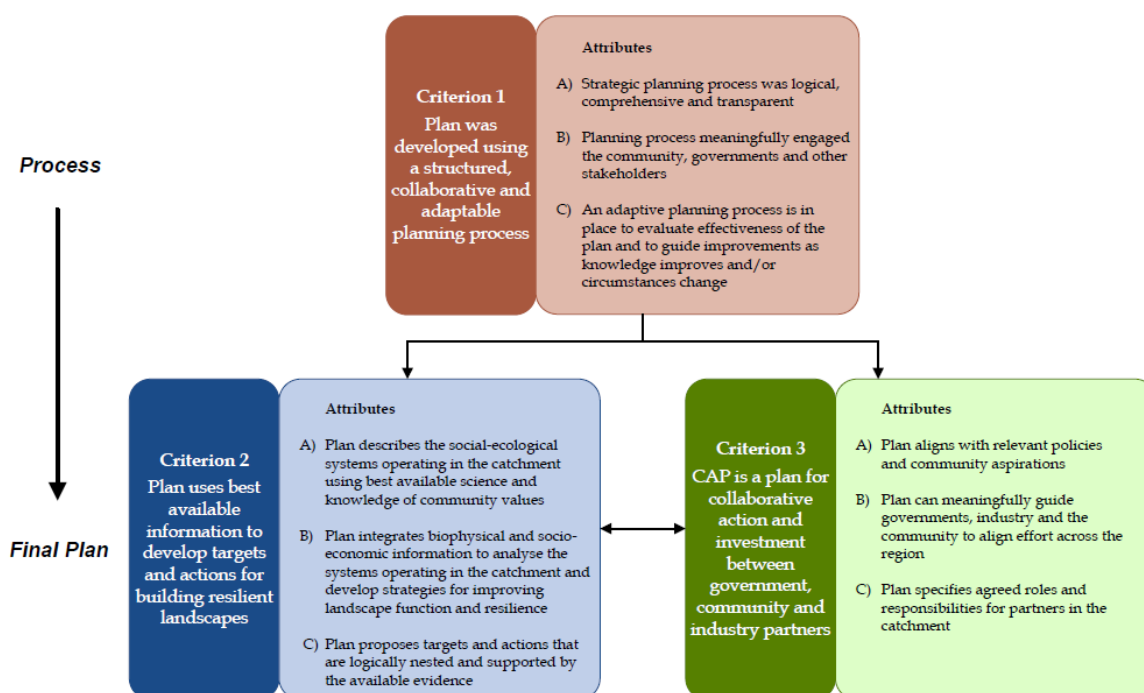 Process
Final Plan
Criterion 1
Plan was
developed using
a structured,
collaborative and
adaptable
planning process
Attributes
A) Strategic planning process was logical,
comprehensive and transparent
B) Planning process meaningfully engaged
the community, governments and other
stakeholders
C) An adaptive planning process is in
place to evaluate effectiveness of the
plan and to guide improvements as
knowledge improves and/or
circumstances change
Criterion 2
Plan uses best
available
information to
develop targets
and actions for
building resilient
landscapes
Attributes
A) Plan describes the social-ecological
systems operating in the catchment
using best available science and
knowledge of community values
B) Plan integrates biophysical and socio-
economic information to analyse the
systems operating in the catchment and
develop strategies for improving
landscape function and resilience
C) Plan proposes targets and actions that
are logically nested and supported by
the available evidence
Criterion 3
CAP is a plan for
collaborative
action and
investment
between
government,
community and
industry partners
Attributes
A) Plan aligns with relevant policies
and community aspirations
B) Plan can meaningfully guide
governments, industry and the
community to align effort across the
region
C) Plan specifies agreed roles and
responsibilities for partners in the
catchment